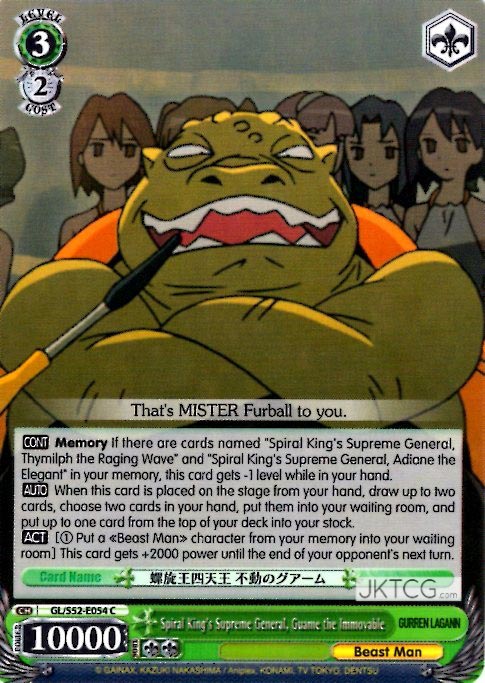 LEVEL
3
2
COST
That's MISTER Furball to you.
CONT Memory If there are cards named "Spiral King's Supreme General,
Thymilph the Raging Wave" and "Spiral King's Supreme General, Adiane the
Elegant" in your memory, this card gets -1 level while in your hand.
AUTO When this card is placed on the stage from your hand, draw up to two
cards, choose two cards in your hand, put them into your waiting room, and
put up to one card from the top of your deck into your stock.
ACT [① Put a «Beast Man» character from your memory into your waiting
room] This card gets +2000 power until the end of your opponent's next turn.
Card Name 螺旋王四天王 不動のグアーム
JKTCG.com
CH GL/S52-E054 C
POWER 10000 SOUL Spiral King's Supreme General, Guame the Immovable GURREN LAGANN
Beast Man
© GAINAX, KAZUKI NAKASHIMA / Aniplex, KONAMI, TV TOKYO, DENTSU